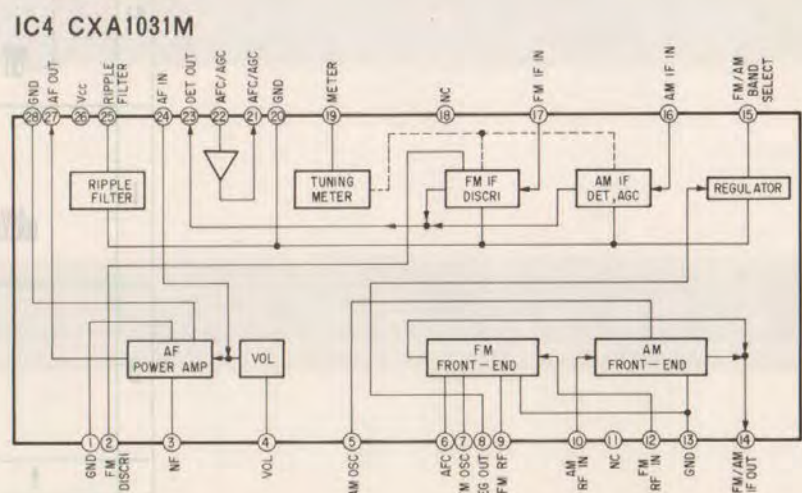 IC4 CXA1031M
GND
AF OUT
Vcc
RIPPLE
FILTER
AF IN
DET OUT
AFC/AGC
AFC/AGC
GND
METER
NC
FM IF IN
AM IF IN
FM/AM
BAND
SELECT
28
27
26
25
24
23
22
21
20
19
18
17
16
15
RIPPLE
FILTER
TUNING
METER
FM IF
DISCRI
AM IF
DET, AGC
REGULATOR
AF
POWER AMP
VOL
FM
FRONT-END
AM
FRONT-END
1
2
3
4
5
6
7
8
9
10
11
12
13
14
GND
FM
DISCRI
NF
VOL
AM OSC
AFC
M OSC
EG OUT
FM RF
AM
RF IN
NC
FM
RF IN
GND
FM/AM
IF OUT